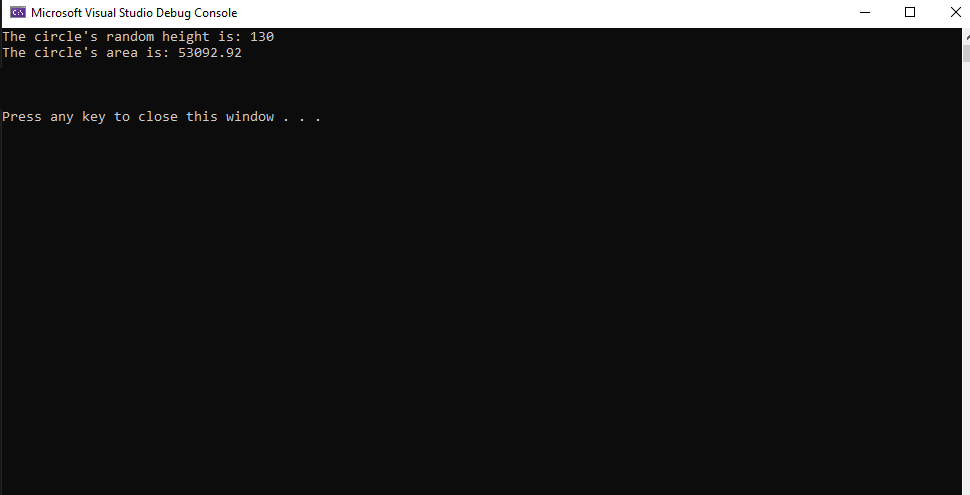 C:\
Microsoft Visual Studio Debug Console
The circle's random height is: 130
The circle's area is: 53092.92
Press any key to close this window . . .